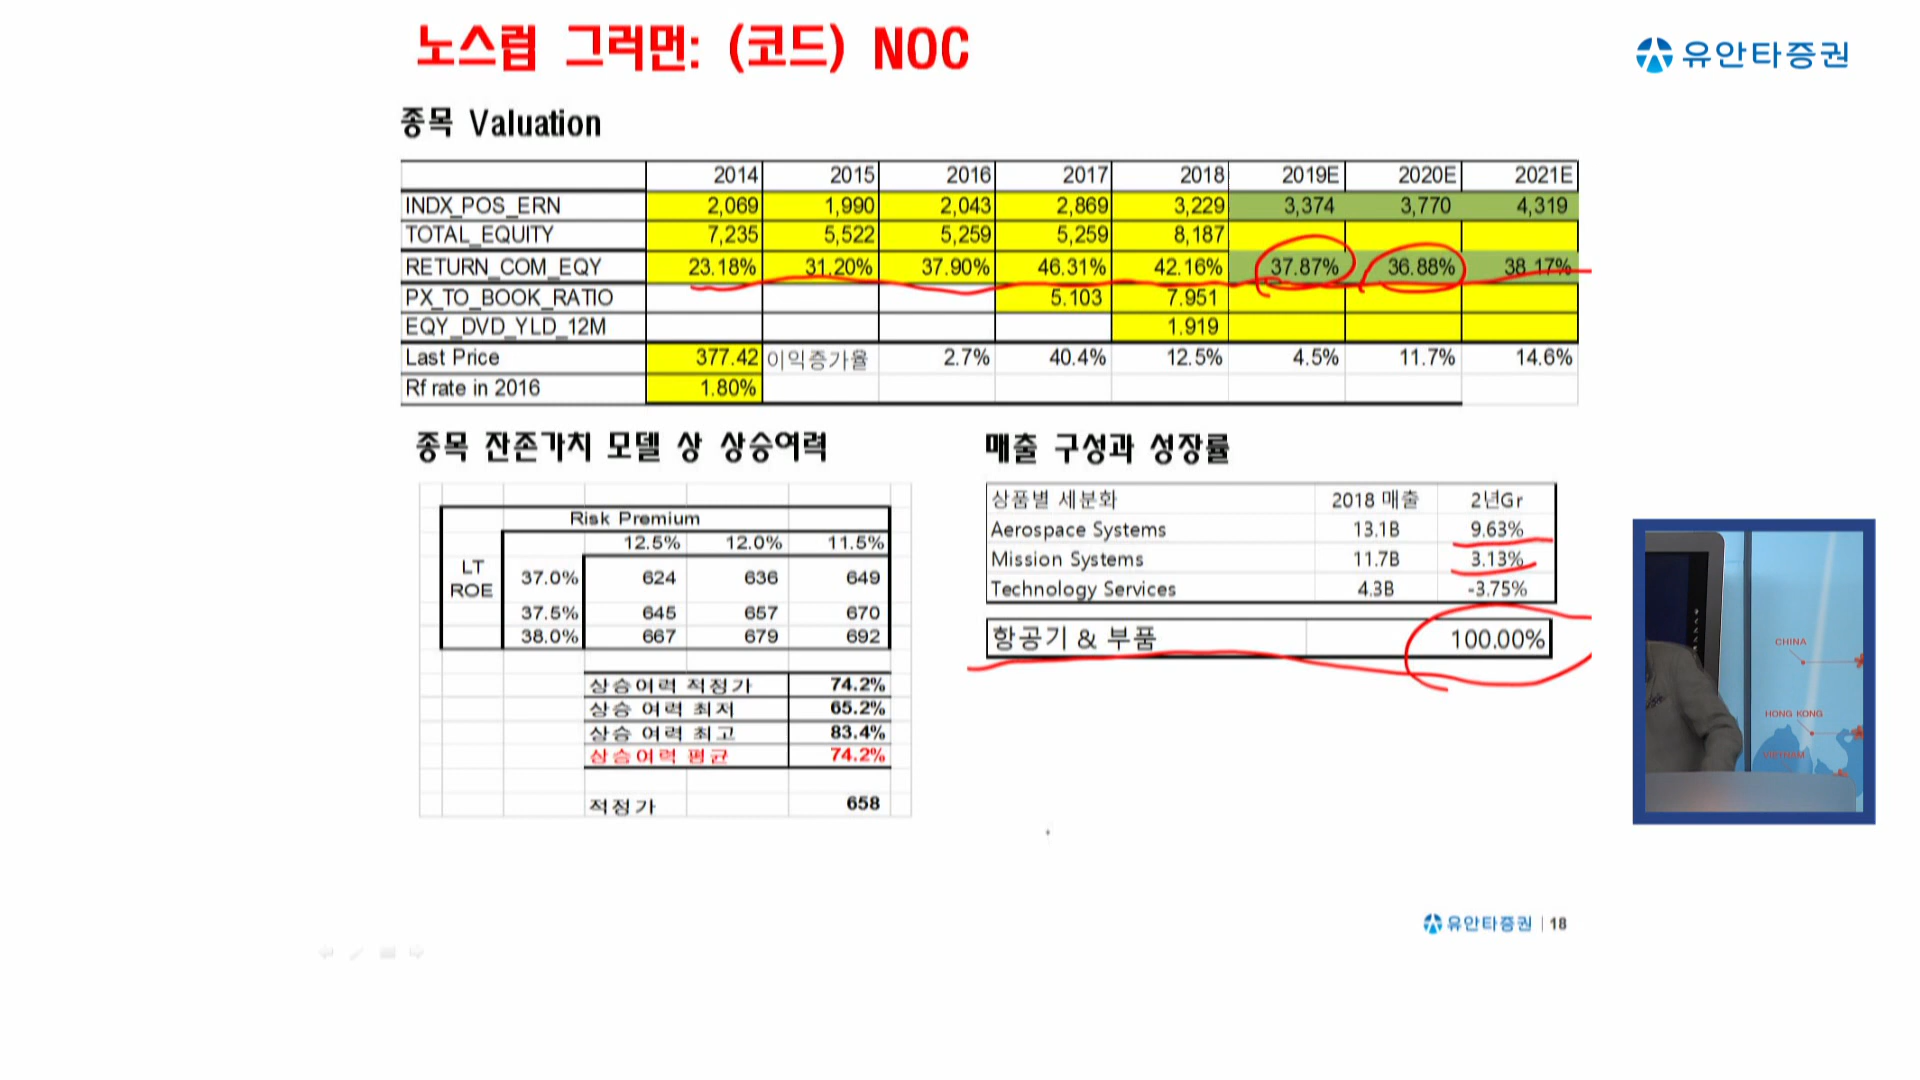 노스럽 그러먼: (코드) NOC
유안타증권
종목 Valuation
2014 2015 2016 2017 2018 2019E 2020E 2021E
INDX_POS_ERN 2,069 1,990 2,043 2,869 3,229 3,374 3,770 4,319
TOTAL_EQUITY 7,235 5,522 5,259 5,259 8,187
RETURN_COM_EQY 23.18% 31.20% 37.90% 46.31% 42.16% 37.87% 36.88% 38.17%
PX_TO_BOOK_RATIO 5.103 7.951
EQY_DVD_YLD_12M 1.919
Last Price 377.42 이익증가율 2.7% 40.4% 12.5% 4.5% 11.7% 14.6%
Rf rate in 2016 1.80%
종목 잔존가치 모델 상 상승여력
Risk Premium
12.5% 12.0% 11.5%
LT ROE
37.0% 624 636 649
37.5% 645 657 670
38.0% 667 679 692
상승여력 적정가 74.2%
상승 여력 최저 65.2%
상승 여력 최고 83.4%
상승여력 평균 74.2%
적정가 658
매출 구성과 성장률
상품별 세분화 2018 매출 2년Gr
Aerospace Systems 13.1B 9.63%
Mission Systems 11.7B 3.13%
Technology Services 4.3B -3.75%
항공기 & 부품 100.00%
CHINA
HONG KONG
VIETNAM
유안타증권 | 18